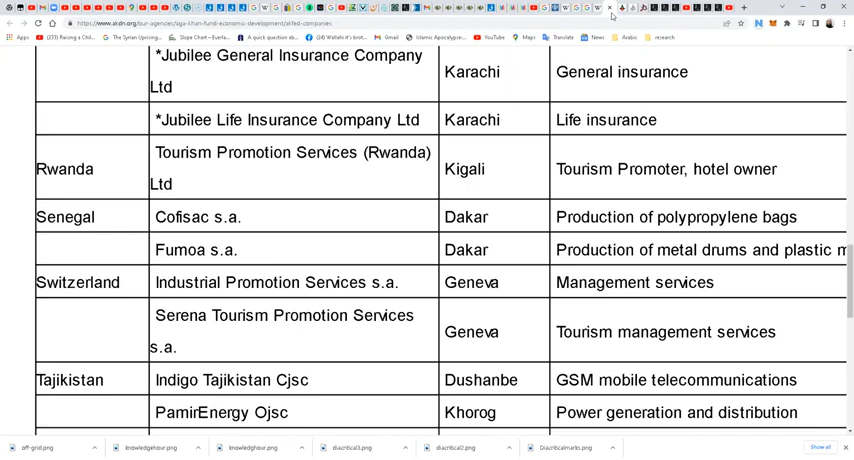 https://www.akdn.org/our-agencies/aga-khan-fund-economic-development/akfed-companies
Apps
(233) Raising a Chil...
The Syrian Uprising...
Slope Chart – Everla...
A quick question ab...
(24) Wallahi it's brot...
Gmail
Islamic Apocalypse...
YouTube
Maps
Translate
News
Arabic
research
*Jubilee General Insurance Company
Ltd
Karachi
General insurance
*Jubilee Life Insurance Company Ltd
Karachi
Life insurance
Rwanda
Tourism Promotion Services (Rwanda)
Ltd
Kigali
Tourism Promoter, hotel owner
Senegal
Cofisac s.a.
Dakar
Production of polypropylene bags
Fumoa s.a.
Dakar
Production of metal drums and plastic m
Switzerland
Industrial Promotion Services s.a.
Geneva
Management services
Serena Tourism Promotion Services
s.a.
Geneva
Tourism management services
Tajikistan
Indigo Tajikistan Cjsc
Dushanbe
GSM mobile telecommunications
PamirEnergy Ojsc
Khorog
Power generation and distribution
off-grid.png
knowledgehour.png
knowldghour.png
diacritical3.png
diacritical2.png
Diacriticalmarks.png
Show all